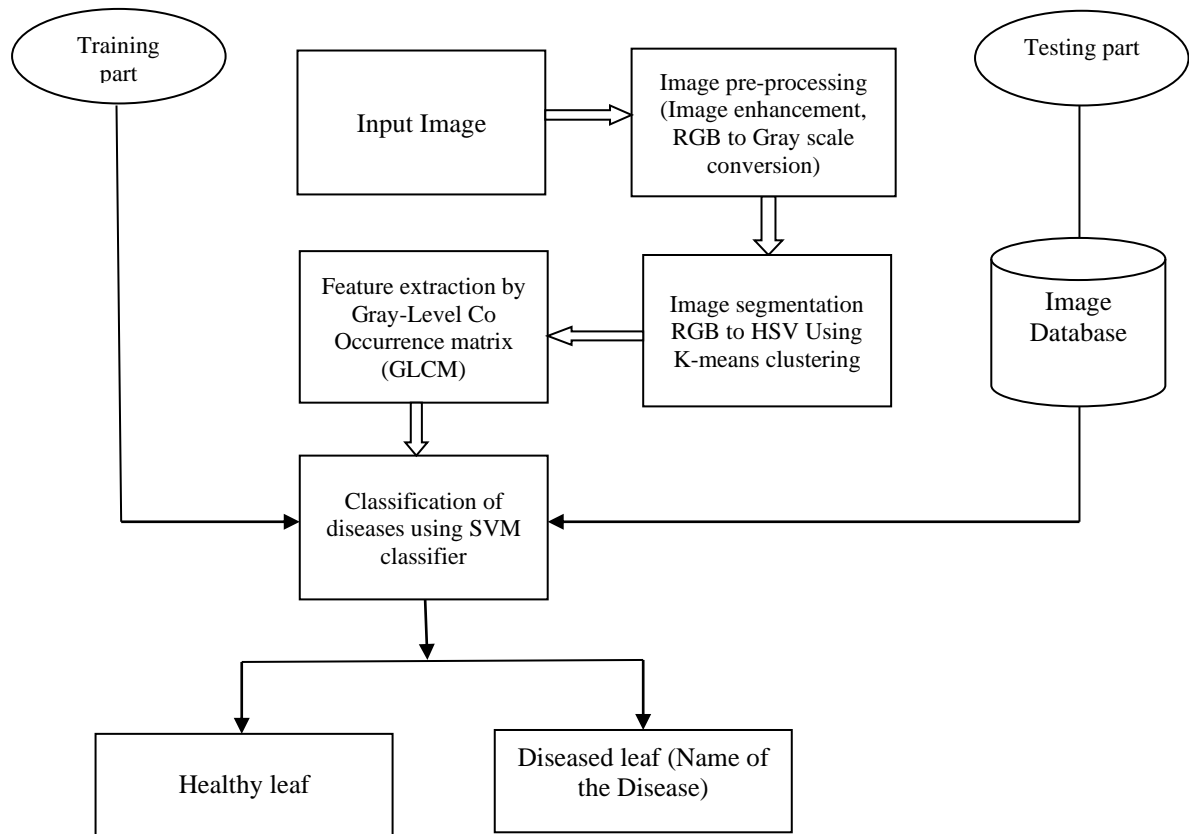 Training
part
Input Image
Image pre-processing
(Image enhancement,
RGB to Gray scale
conversion)
Testing part
Feature extraction by
Gray-Level Co
Occurrence matrix
(GLCM)
Image segmentation
RGB to HSV Using
K-means clustering
Image
Database
Classification of
diseases using SVM
classifier
Healthy leaf
Diseased leaf (Name of
the Disease)